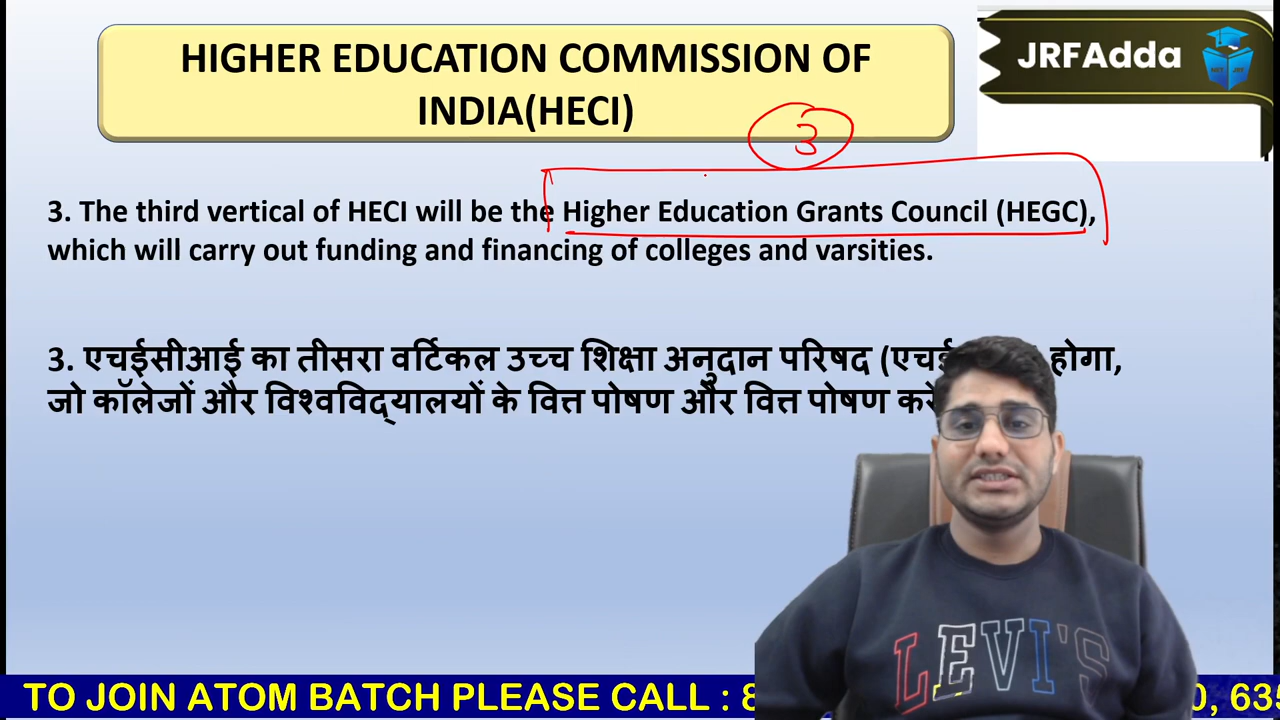 HIGHER EDUCATION COMMISSION OF
INDIA(HECI)
JRFAdda
3
3. The third vertical of HECI will be the Higher Education Grants Council (HEGC),
which will carry out funding and financing of colleges and varsities.
3. एचईसीआई का तीसरा वर्टिकल उच्च शिक्षा अनुदान परिषद होगा,
जो कॉलेजों और विश्वविद्यालयों के वित्त पोषण और वित्त पोषण
LEVI'S
TO JOIN ATOM BATCH PLEASE CALL : 8
0, 635